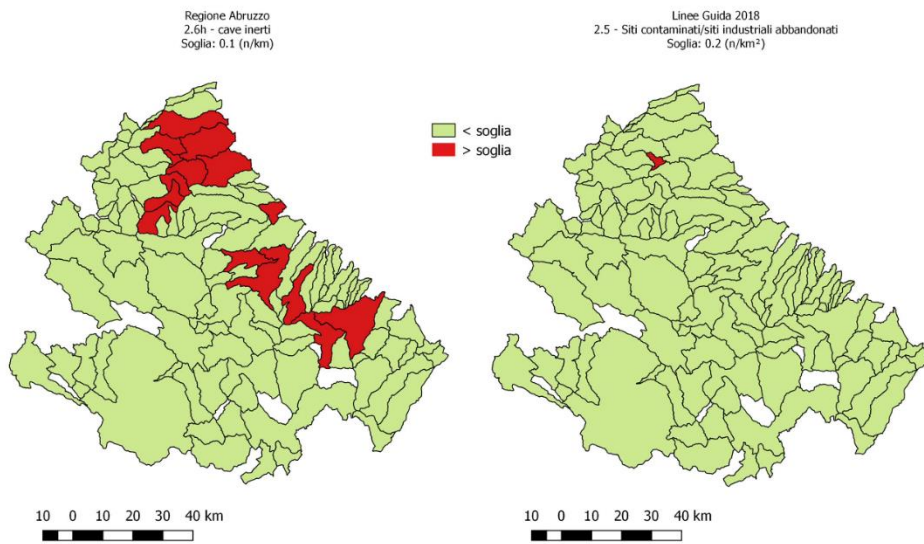 Regione Abruzzo
2.6h - cave inerti
Soglia: 0.1 (n/km)
Linee Guida 2018
2.5 - Siti contaminati/siti industriali abbandonati
Soglia: 0.2 (n/km²)
< soglia
> soglia
10 0 10 20 30 40 km
10 0 10 20 30 40 km